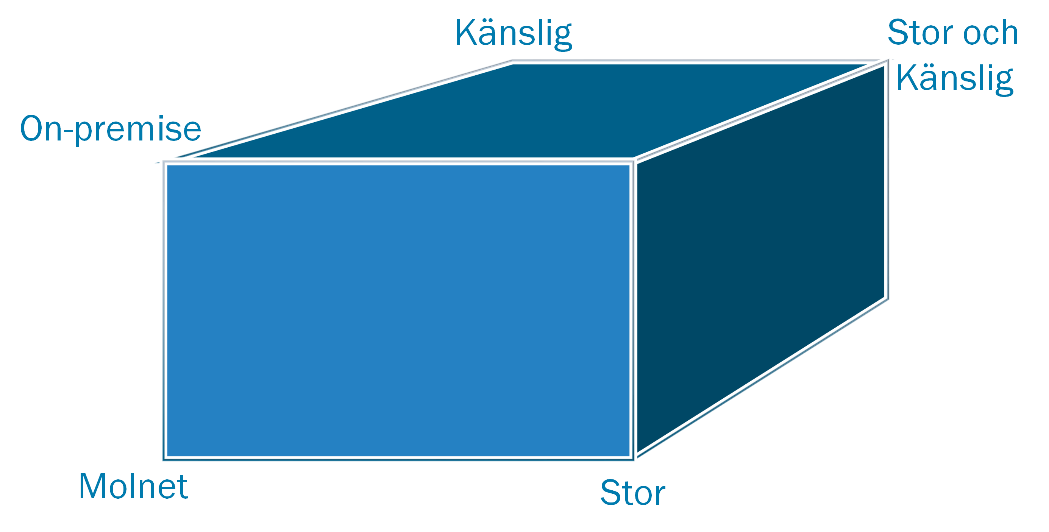 Känslig
Stor och
Känslig
On-premise
Molnet
Stor